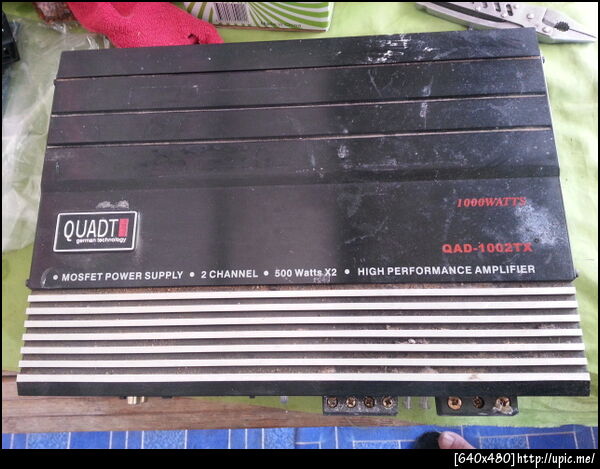 1000WATTS
QUADT
german technology
QAD-1002TX
• MOSFET POWER SUPPLY • 2 CHANNEL • 500 Watts X2 • HIGH PERFORMANCE AMPLIFIER
[640x480]http://upic.me/